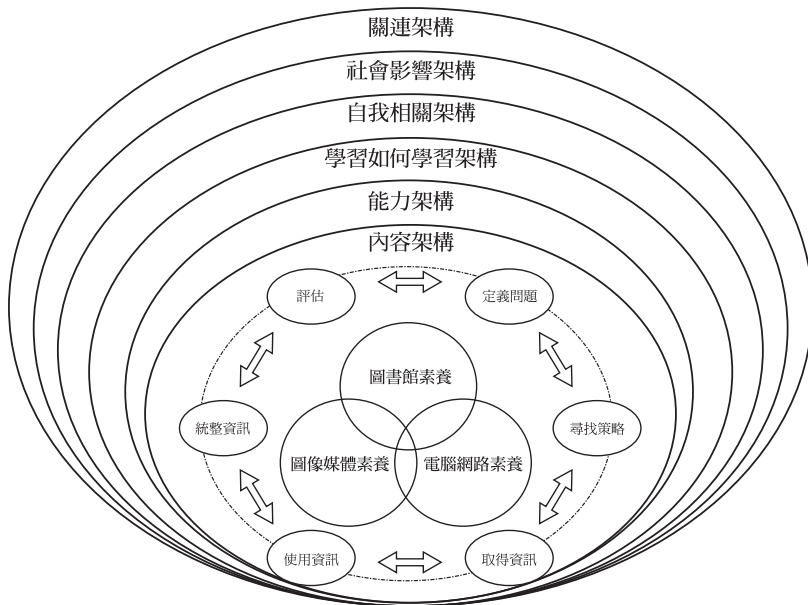 關連架構
社會影響架構
自我相關架構
學習如何學習架構
能力架構
內容架構
評估
定義問題
圖書館素養
統整資訊
尋找策略
圖像媒體素養
電腦網路素養
使用資訊
取得資訊